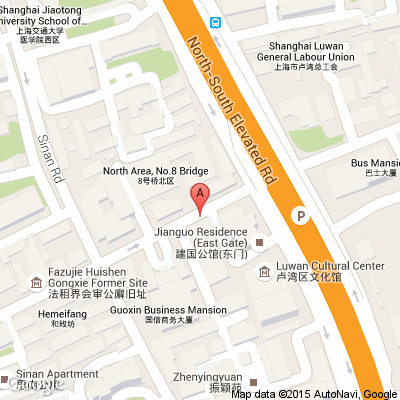 Shanghai Jiaotong
University School of...
上海交通大学
医学院西区
North-South Elevated Rd
Shanghai Luwan
General Labour Union
上海市卢湾总工会
Sinan Rd
North Area, No.8 Bridge
8号桥北区
Bus Mansion
巴士大厦
A
P
Jianguo Residence
(East Gate)
建国公馆(东门)
Fazujie Huishen
Gongxie Former Site
法租界会审公廨旧址
Luwan Cultural Center
卢湾区文化馆
Hemeifang
和玫坊
Guoxin Business Mansion
国信商务大厦
Sinan Apartment
Zhenyingyuan
振颖苑
Map data ©2015 AutoNavi, Google